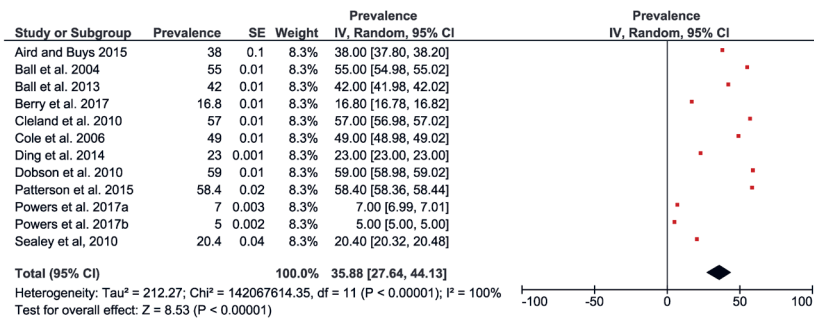 Prevalence Prevalence
Study or Subgroup Prevalence SE Weight IV, Random, 95% CI IV, Random, 95% CI
Aird and Buys 2015 38 0.1 8.3% 38.00 [37.80, 38.20]
Ball et al. 2004 55 0.01 8.3% 55.00 [54.98, 55.02]
Ball et al. 2013 42 0.01 8.3% 42.00 [41.98, 42.02]
Berry et al. 2017 16.8 0.01 8.3% 16.80 [16.78, 16.82]
Cleland et al. 2010 57 0.01 8.3% 57.00 [56.98, 57.02]
Cole et al. 2006 49 0.01 8.3% 49.00 [48.98, 49.02]
Ding et al. 2014 23 0.001 8.3% 23.00 [23.00, 23.00]
Dobson et al. 2010 59 0.01 8.3% 59.00 [58.98, 59.02]
Patterson et al. 2015 58.4 0.02 8.3% 58.40 [58.36, 58.44]
Powers et al. 2017a 7 0.003 8.3% 7.00 [6.99, 7.01]
Powers et al. 2017b 5 0.002 8.3% 5.00 [5.00, 5.00]
Sealey et al, 2010 20.4 0.04 8.3% 20.40 [20.32, 20.48]
Total (95% CI) 100.0% 35.88 [27.64, 44.13]
Heterogeneity: Tau² = 212.27; Chi² = 142067614.35, df = 11 (P < 0.00001); I² = 100%
Test for overall effect: Z = 8.53 (P < 0.00001)
-100 -50 0 50 100